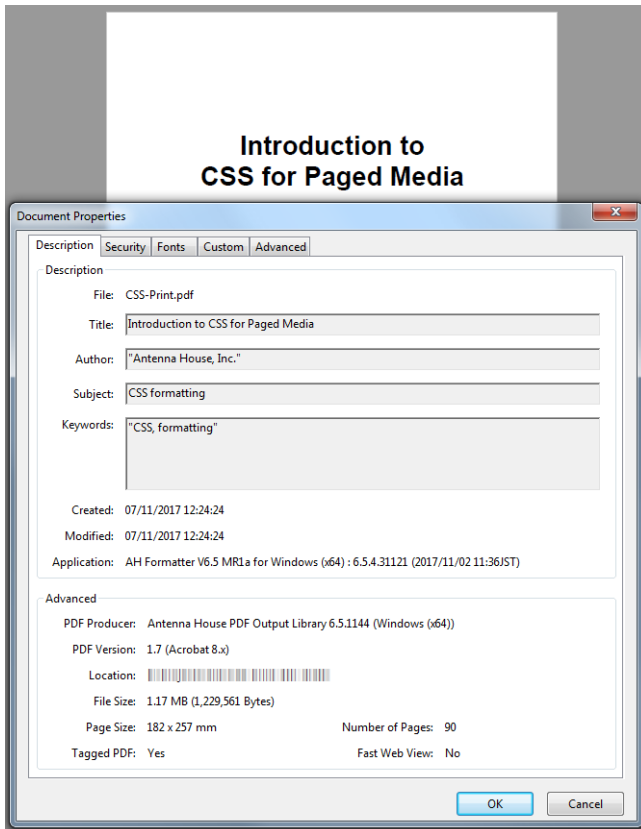 Introduction to
CSS for Paged Media
Document Properties
Description Security Fonts Custom Advanced
Description
File: CSS-Print.pdf
Title: Introduction to CSS for Paged Media
Author: "Antenna House, Inc."
Subject: CSS formatting
Keywords: "CSS, formatting"
Created: 07/11/2017 12:24:24
Modified: 07/11/2017 12:24:24
Application: AH Formatter V6.5 MR1a for Windows (x64) : 6.5.4.31121 (2017/11/02 11:36JST)
Advanced
PDF Producer: Antenna House PDF Output Library 6.5.1144 (Windows (x64))
PDF Version: 1.7 (Acrobat 8.x)
Location:
File Size: 1.17 MB (1,229,561 Bytes)
Page Size: 182 x 257 mm Number of Pages: 90
Tagged PDF: Yes Fast Web View: No
OK Cancel